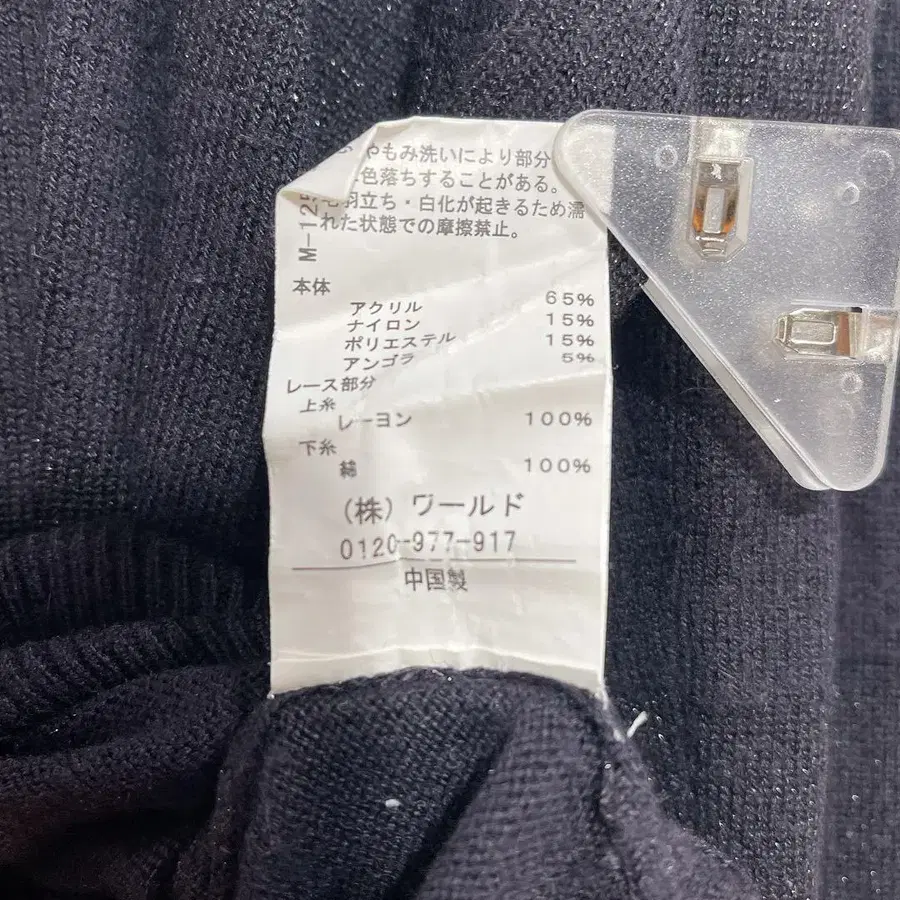 やもみ洗いにより部分
色落ちすることがある。
羽立ち・白化が起きるため濡
れた状態での摩擦禁止。
M-125
本体
アクリル 65%
ナイロン 15%
ポリエステル 15%
アンゴラ 5%
レース部分
上糸
レーヨン 100%
下糸
綿 100%
(株)ワールド
0120-977-917
中国製